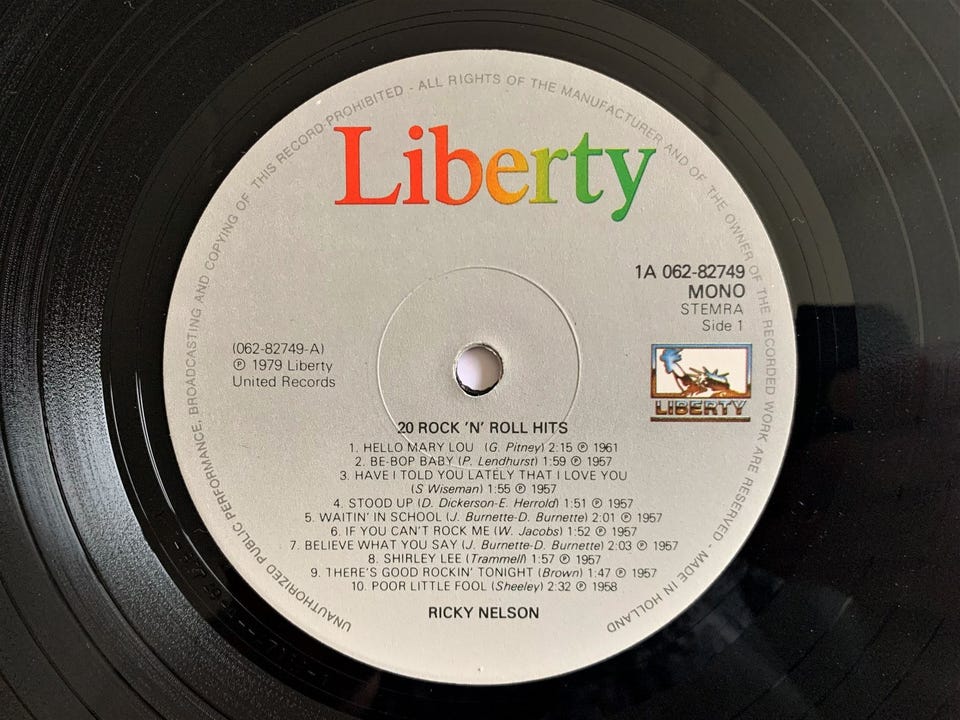 UNAUTHORIZED PUBLIC PERFORMANCE, BROADCASTING AND COPYING OF THIS RECORD PROHIBITED - ALL RIGHTS OF THE MANUFACTURER AND OF THE OWNER OF THE RECORDED WORK ARE RESERVED - MADE IN HOLLAND
Liberty
1A 062-82749
MONO
STEMRA
Side 1
(062-82749-A)
℗ 1979 Liberty
United Records
LIBERTY
20 ROCK 'N' ROLL HITS
1. HELLO MARY LOU (G. Pitney) 2:15 ℗ 1961
2. BE-BOP BABY (P. Lendhurst) 1:59 ℗ 1957
3. HAVE I TOLD YOU LATELY THAT I LOVE YOU
(S Wiseman) 1:55 ℗ 1957
4. STOOD UP (D. Dickerson-E. Herrold) 1:51 ℗ 1957
5. WAITIN' IN SCHOOL (J. Burnette-D. Burnette) 2:01 ℗ 1957
6. IF YOU CAN'T ROCK ME (W. Jacobs) 1:52 ℗ 1957
7. BELIEVE WHAT YOU SAY (J. Burnette-D. Burnette) 2:03 ℗ 1957
8. SHIRLEY LEE (Trammell) 1:57 ℗ 1957
9. THERE'S GOOD ROCKIN' TONIGHT (Brown) 1:47 ℗ 1957
10. POOR LITTLE FOOL (Sheeley) 2:32 ℗ 1958
RICKY NELSON